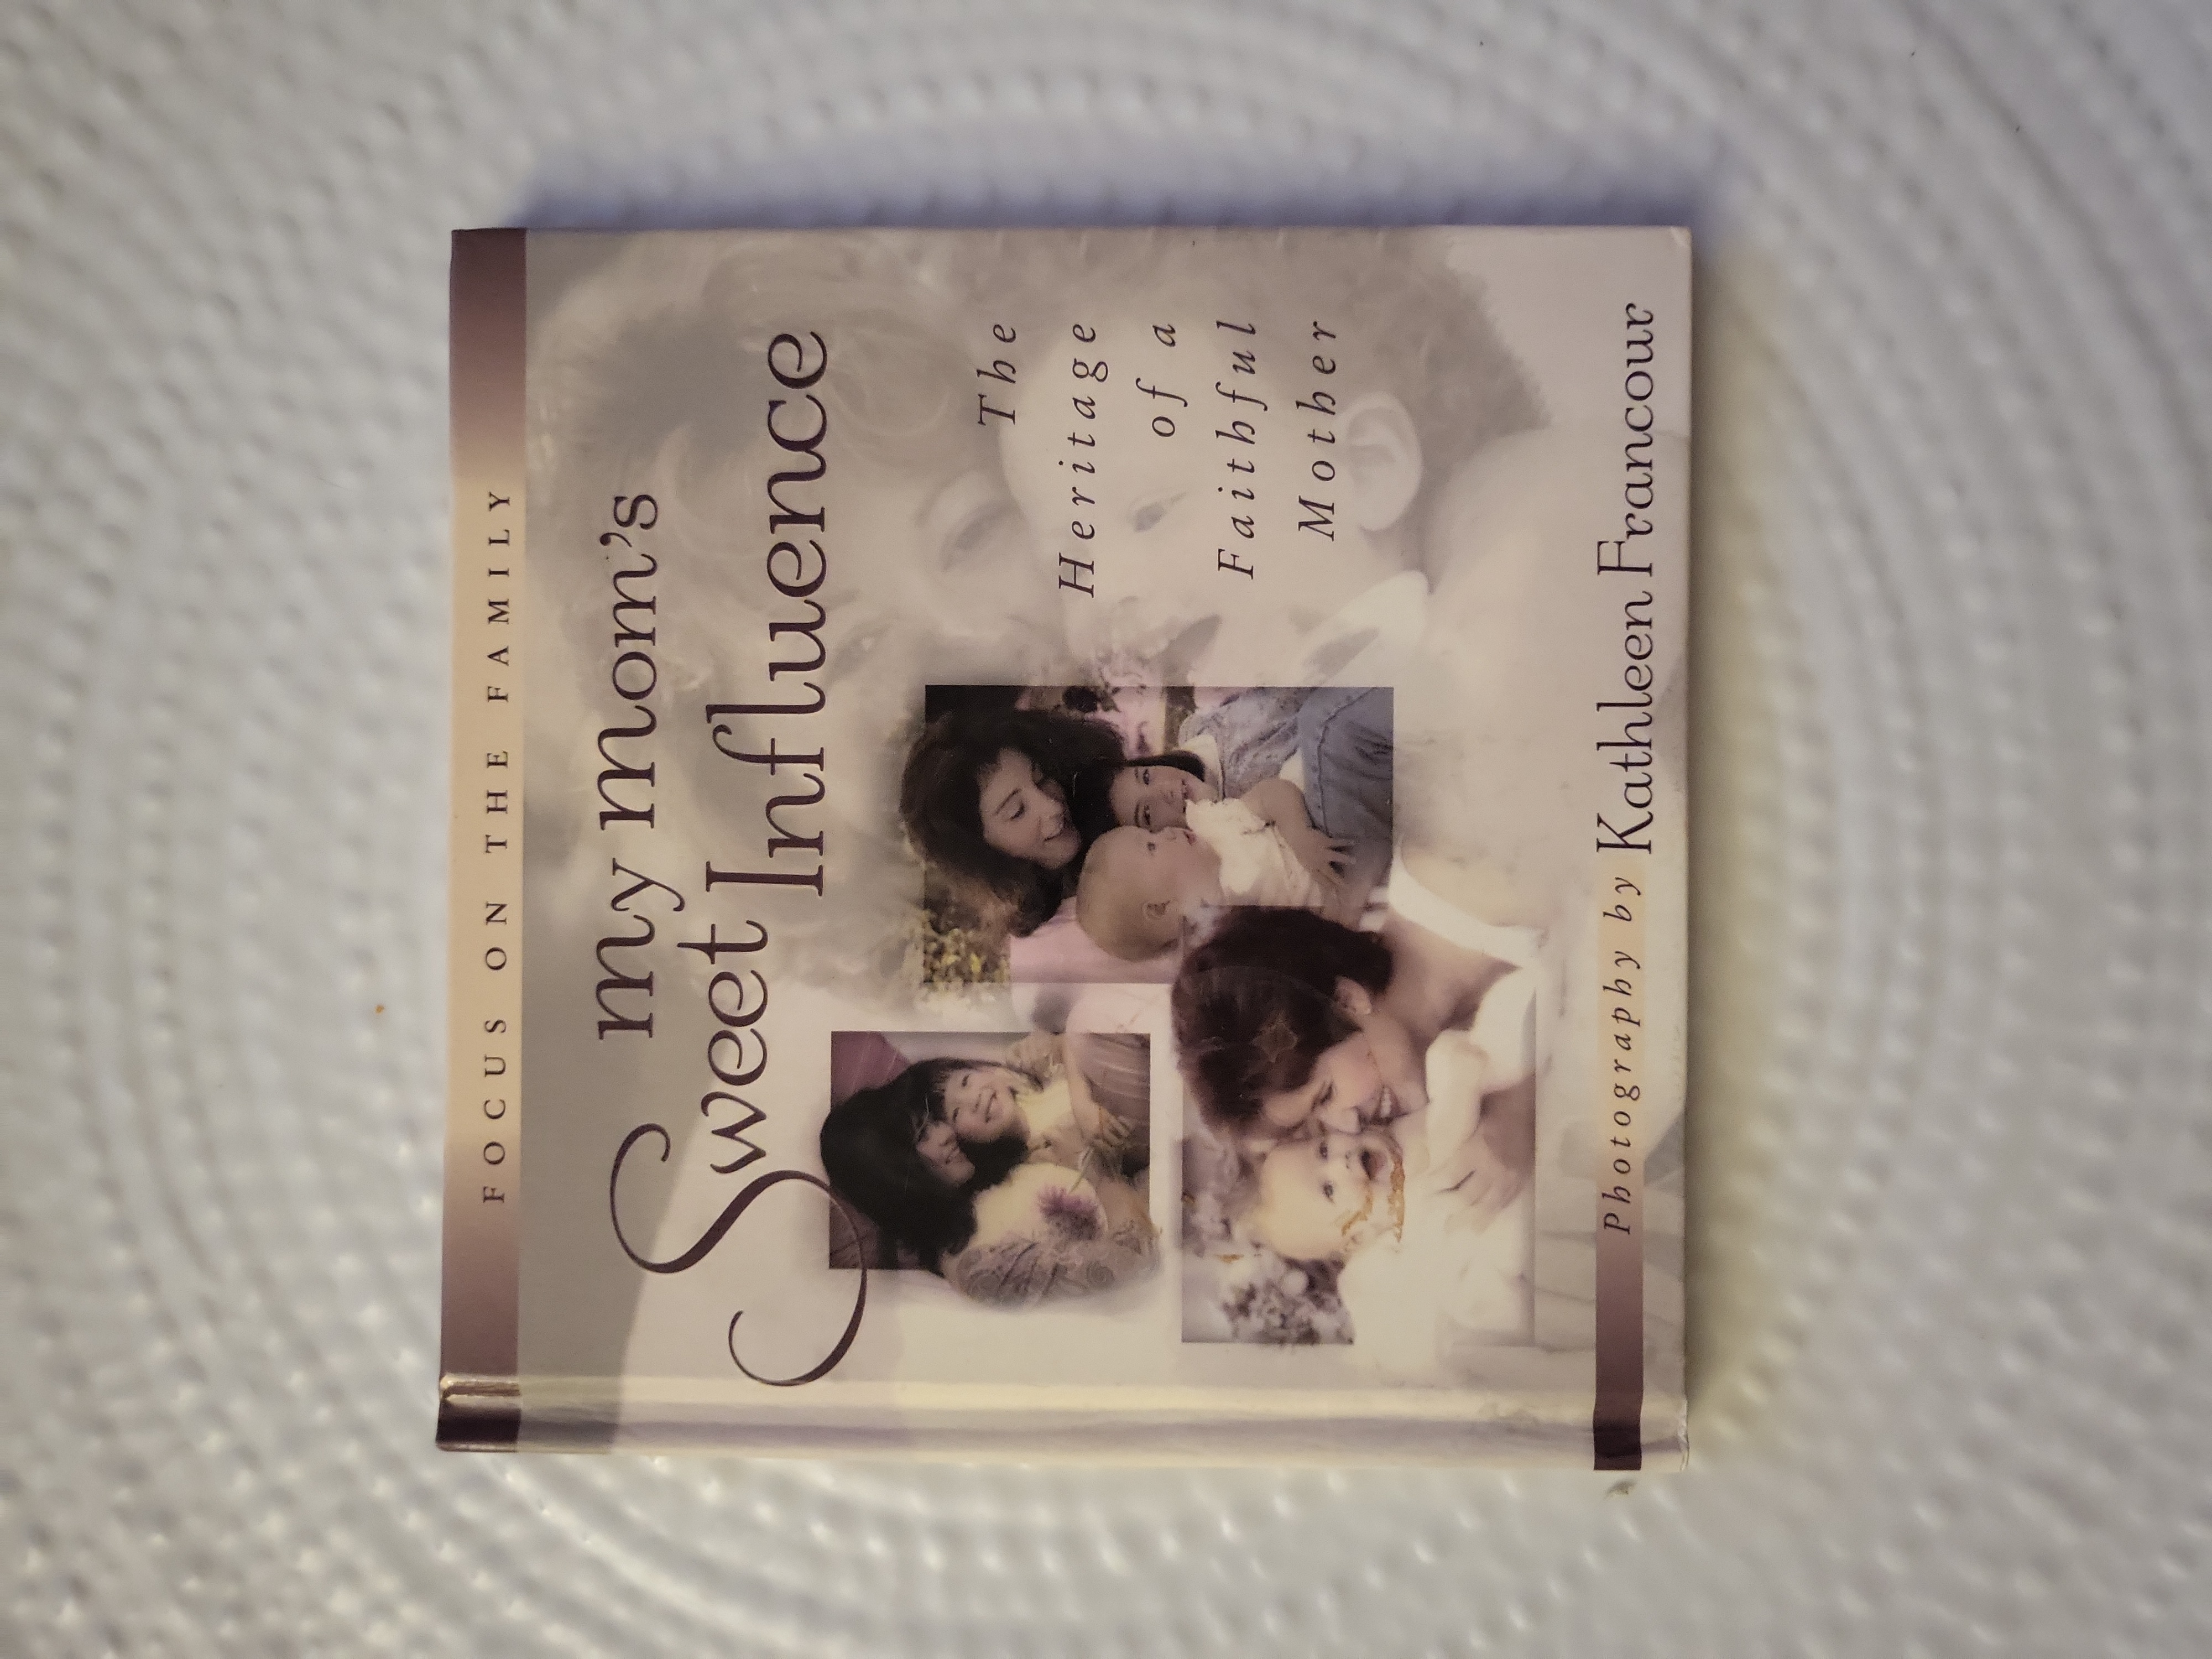 FOCUS ON THE FAMILY
my mom's
Sweet Influence
The
Heritage
of a
Faithful
Mother
Photography by Kathleen Francour